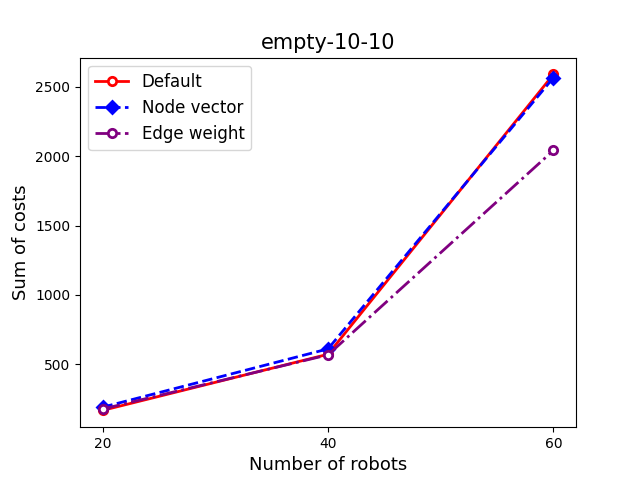 empty-10-10
Default
Node vector
Edge weight
Sum of costs
2500
2000
1500
1000
500
20
40
60
Number of robots